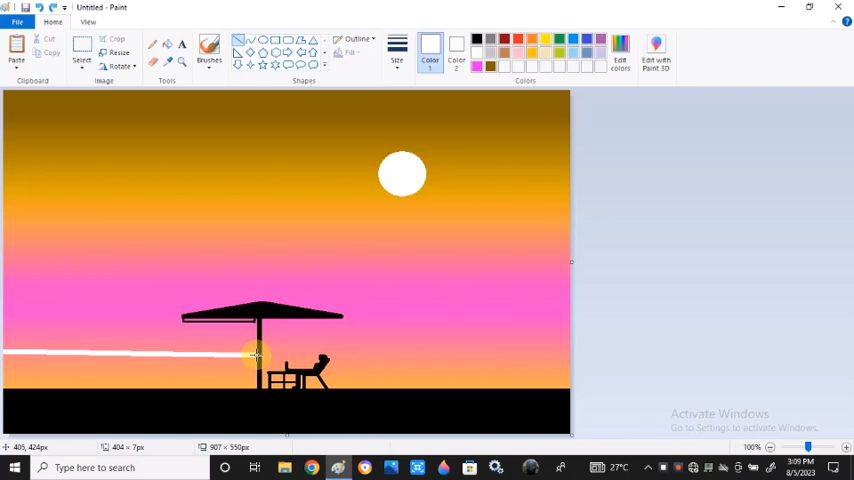 Untitled - Paint
File Home View
Paste
Cut
Copy
Clipboard
Select
Crop
Resize
Rotate
Image
Tools
Brushes
Outline
Fill
Shapes
Size
Color 1
Color 2
Edit colors
Colors
Edit with Paint 3D
Activate Windows
Go to Settings to activate Windows.
405, 424px
404 × 7px
907 × 550px
100%
Type here to search
27°C
3:09 PM
8/5/2023